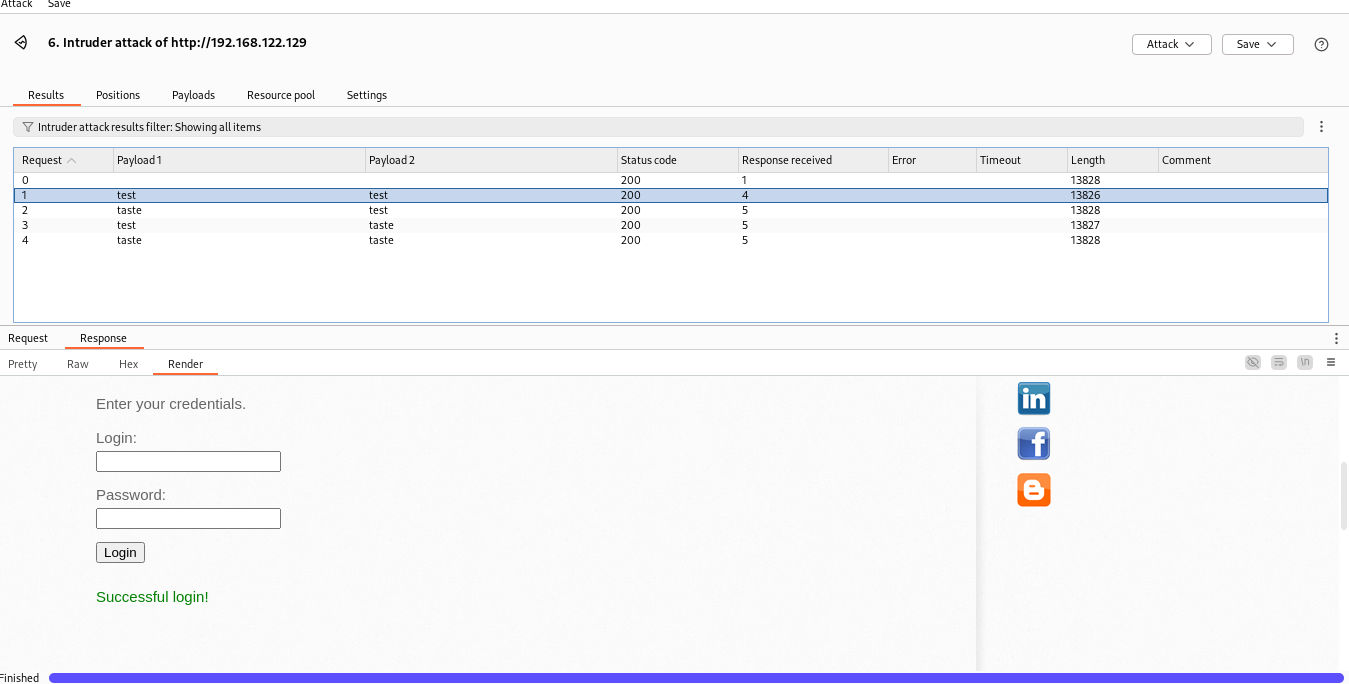 Attack Save
6. Intruder attack of http://192.168.122.129
Attack Save
Results Positions Payloads Resource pool Settings
Intruder attack results filter: Showing all items
Request Payload 1 Payload 2 Status code Response received Error Timeout Length Comment
0 200 1 13828
1 test test 200 4 13826
2 taste test 200 5 13828
3 test taste 200 5 13827
4 taste taste 200 5 13828
Request Response
Pretty Raw Hex Render
\n
Enter your credentials.
in
Login:
f
Password:
Login
Successful login!
Finished